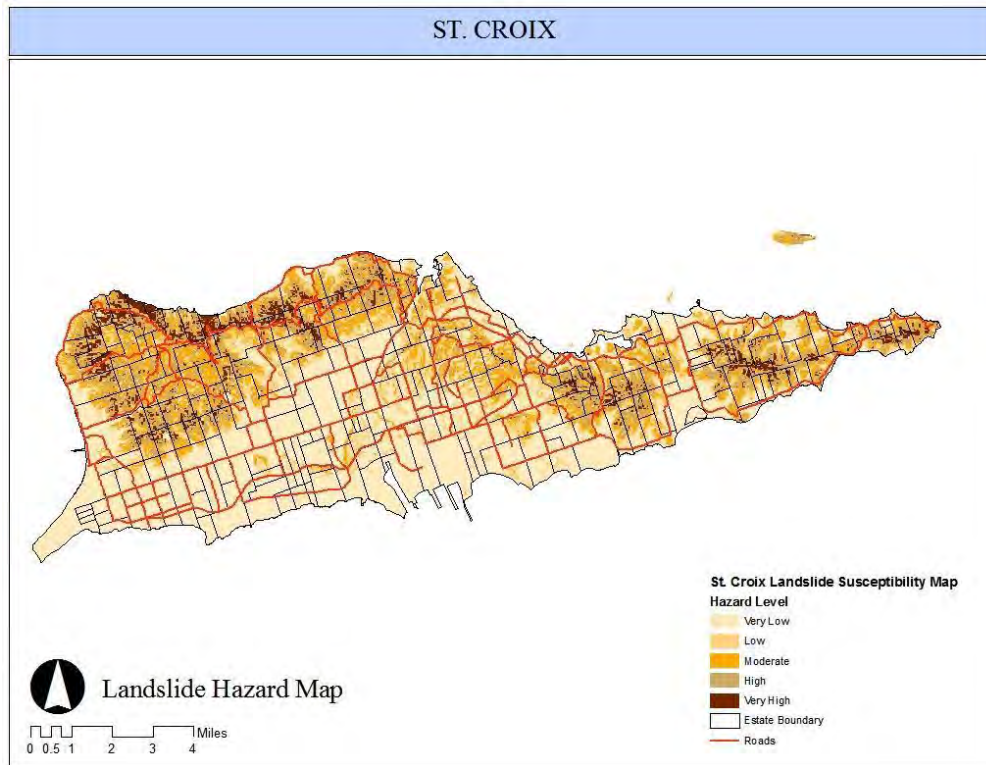 ST. CROIX
St. Croix Landslide Susceptibility Map
Hazard Level
Very Low
Low
Moderate
High
Very High
Estate Boundary
Roads
Landslide Hazard Map
Miles
0 0.5 1 2 3 4